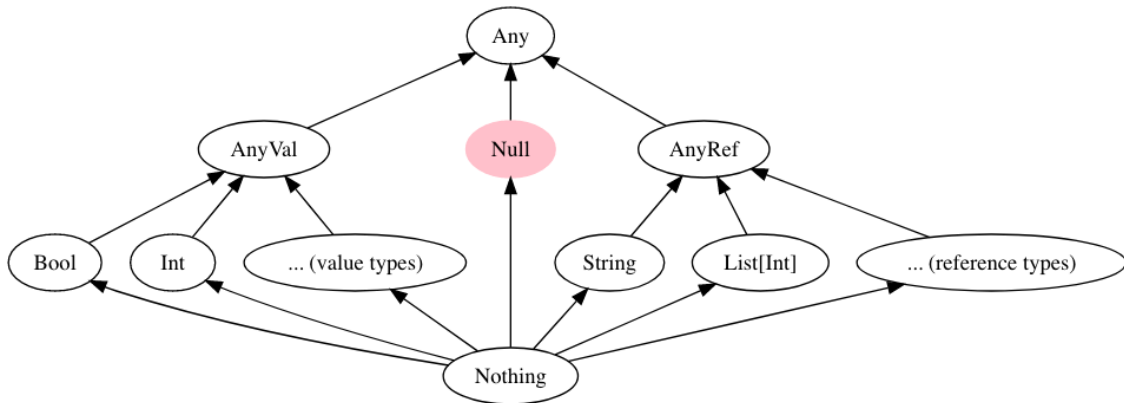 Any
AnyVal
Null
AnyRef
Bool
Int
... (value types)
String
List[Int]
... (reference types)
Nothing